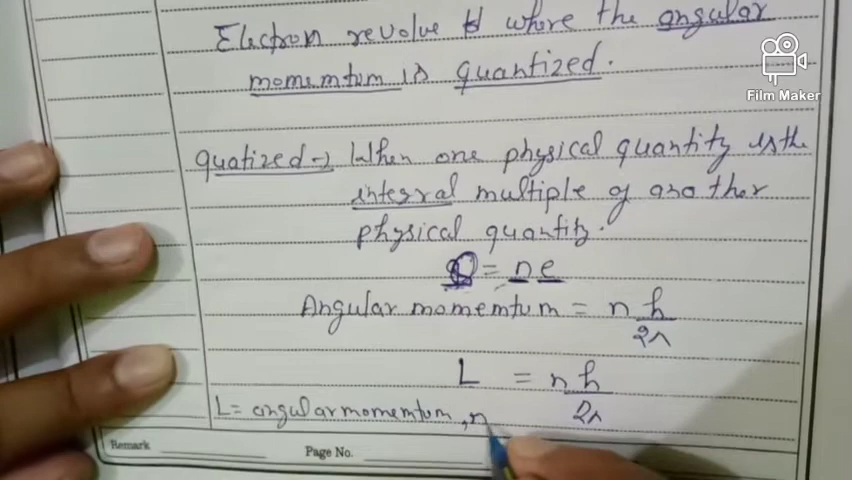 Electron revolve where the angular
momentum is quantized.
Film Maker
quatized → When one physical quantity is the
integral multiple of another
physical quantity.
Q = ne
Angular momentum = n h
2π
L = n h
2π
L = angular momentum, n
Remark
Page No.